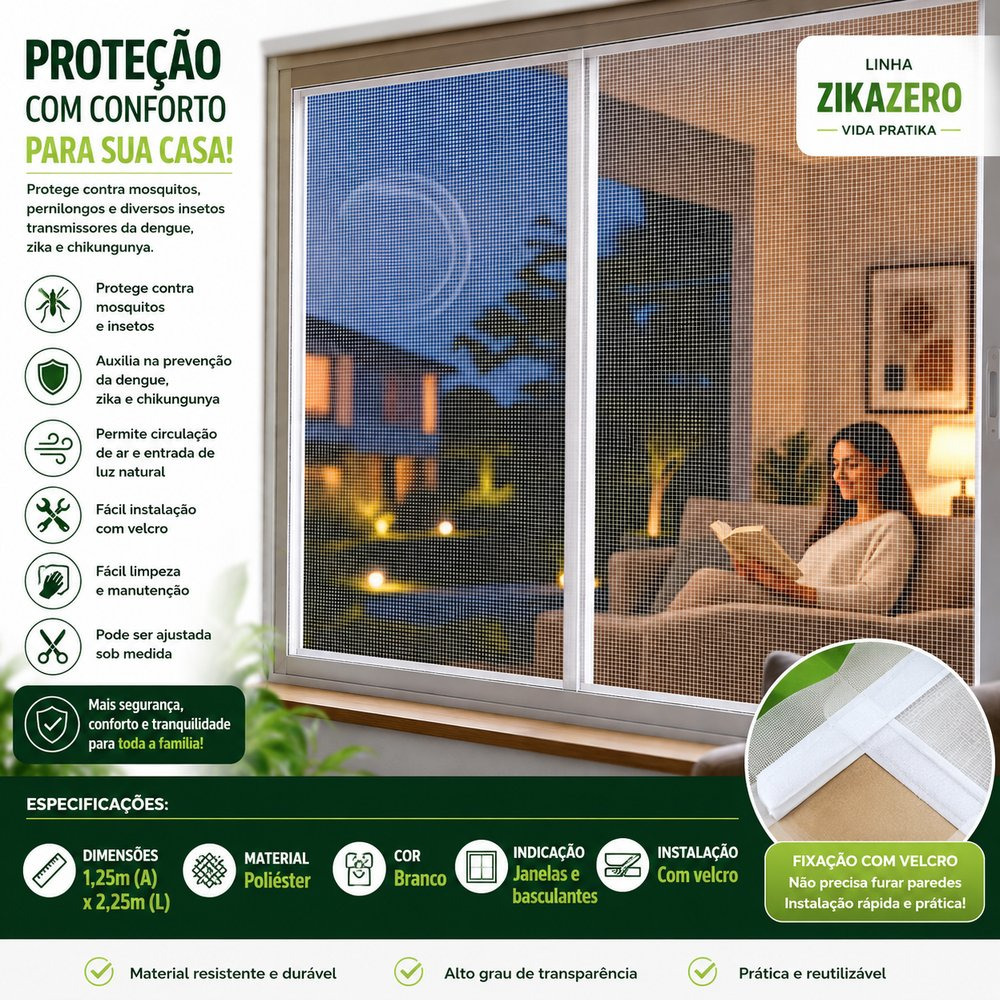 PROTEÇÃO
COM CONFORTO
PARA SUA CASA!
Protege contra mosquitos,
pernilongos e diversos insetos
transmissores da dengue,
zika e chikungunya.
Protege contra
mosquitos
e insetos
Auxilia na prevenção
da dengue,
zika e chikungunya
Permite circulação
de ar e entrada de
luz natural
Fácil instalação
com velcro
Fácil limpeza
e manutenção
Pode ser ajustada
sob medida
Mais segurança,
conforto e tranquilidade
para toda a família!
LINHA
ZIKAZERO
VIDA PRATIKA
ESPECIFICAÇÕES:
DIMENSÕES
1,25m (A)
x 2,25m (L)
MATERIAL
Poliéster
COR
Branco
INDICAÇÃO
Janelas e
basculantes
INSTALAÇÃO
Com velcro
FIXAÇÃO COM VELCRO
Não precisa furar paredes
Instalação rápida e prática!
Material resistente e durável
Alto grau de transparência
Prática e reutilizável